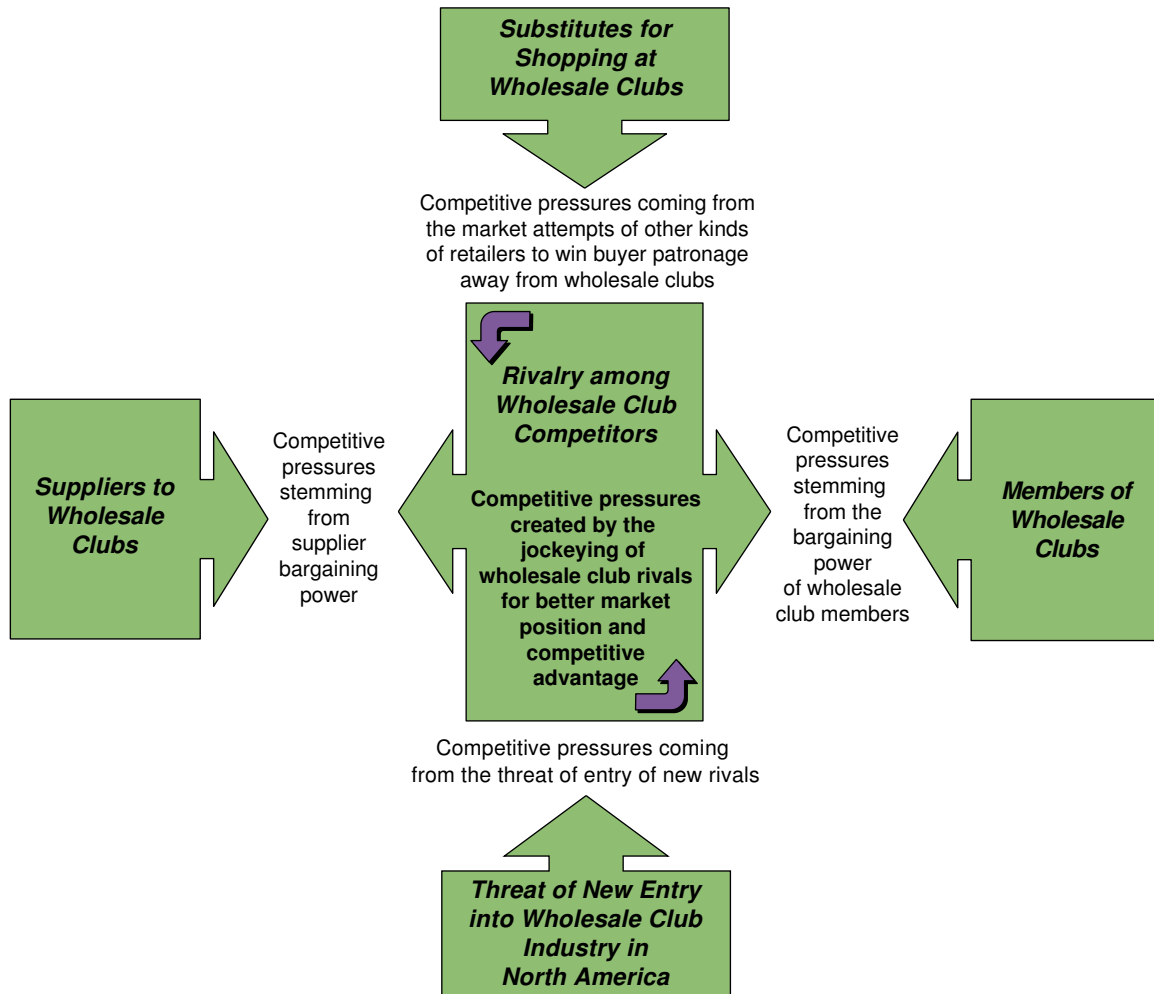 Substitutes for
Shopping at
Wholesale Clubs
Competitive pressures coming from
the market attempts of other kinds
of retailers to win buyer patronage
away from wholesale clubs
Suppliers to
Wholesale
Clubs
Competitive
pressures
stemming
from
supplier
bargaining
power
Rivalry among
Wholesale Club
Competitors
Competitive pressures
created by the
jockeying of
wholesale club rivals
for better market
position and
competitive
advantage
Competitive
pressures
stemming
from the
bargaining
power
of wholesale
club members
Members of
Wholesale
Clubs
Competitive pressures coming
from the threat of entry of new rivals
Threat of New Entry
into Wholesale Club
Industry in
North America